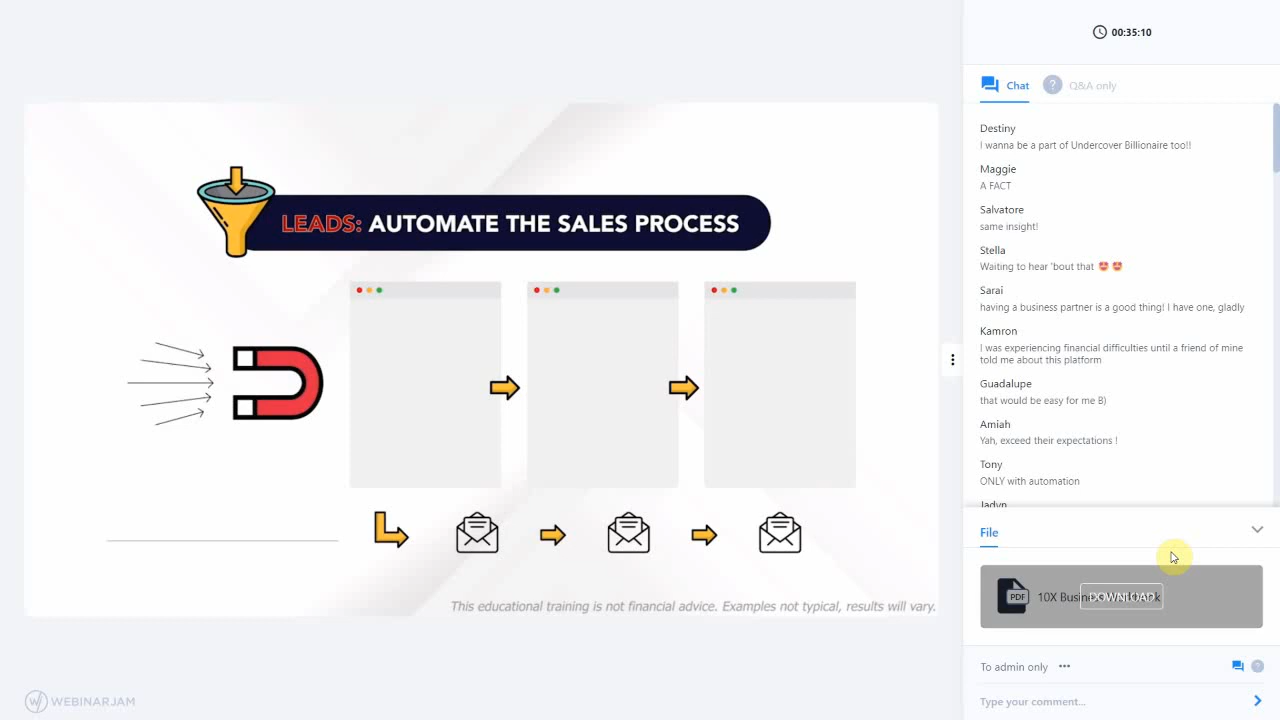 00:35:10
Chat
? Q&A only
Destiny
I wanna be a part of Undercover Billionaire too!!
Maggie
A FACT
Salvatore
same insight!
Stella
Waiting to hear 'bout that 😍 😍
Sarai
having a business partner is a good thing! I have one, gladly
Kamron
I was experiencing financial difficulties until a friend of mine
told me about this platform
Guadalupe
that would be easy for me B)
Amiah
Yah, exceed their expectations !
Tony
ONLY with automation
LEADS: AUTOMATE THE SALES PROCESS
This educational training is not financial advice. Examples not typical, results will vary.
File
PDF
10X
DOWNLOAD
To admin only
Type your comment...
WEBINARJAM